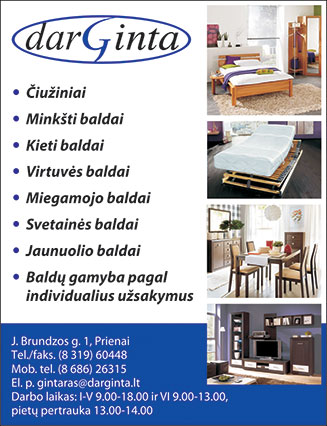 darGinta
• Čiužiniai
• Minkšti baldai
• Kieti baldai
• Virtuvės baldai
• Miegamojo baldai
• Svetainės baldai
• Jaunuolio baldai
• Baldų gamyba pagal
individualius užsakymus
J. Brundzos g. 1, Prienai
Tel./faks. (8 319) 60448
Mob. tel. (8 686) 26315
El. p. gintaras@darginta.lt
Darbo laikas: I-V 9.00-18.00 ir VI 9.00-13.00,
pietų pertrauka 13.00-14.00